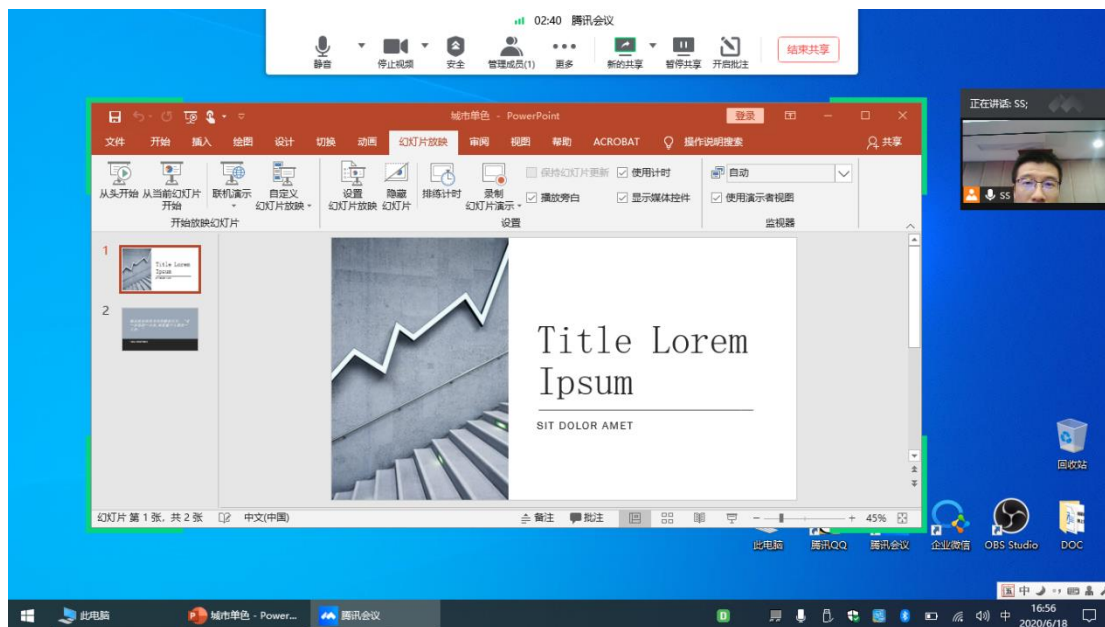 02:40 腾讯会议
静音 停止视频 安全 管理成员(1) 更多 新的共享 暂停共享 开启批注 结束共享
正在讲话: SS;
SS
城市单色 - PowerPoint 登录
文件 开始 插入 绘图 设计 切换 动画 幻灯片放映 审阅 视图 帮助 ACROBAT 操作说明搜索 共享
从头开始 从当前幻灯片 联机演示 自定义 设置 隐藏 排练计时 录制 保持幻灯片更新 使用计时 自动
开始 幻灯片放映 幻灯片放映 幻灯片 幻灯片演示 播放旁白 显示媒体控件 使用演示者视图
开始放映幻灯片 设置 监视器
1
Title Lorem
Ipsum
2
Title Lorem
Ipsum
SIT DOLOR AMET
幻灯片 第 1 张, 共 2 张 中文(中国) 备注 批注 45%
回收站
此电脑 腾讯QQ 腾讯会议 企业微信 OBS Studio DOC
五 中
此电脑 城市单色 - Power... 腾讯会议 中 16:56
2020/6/18